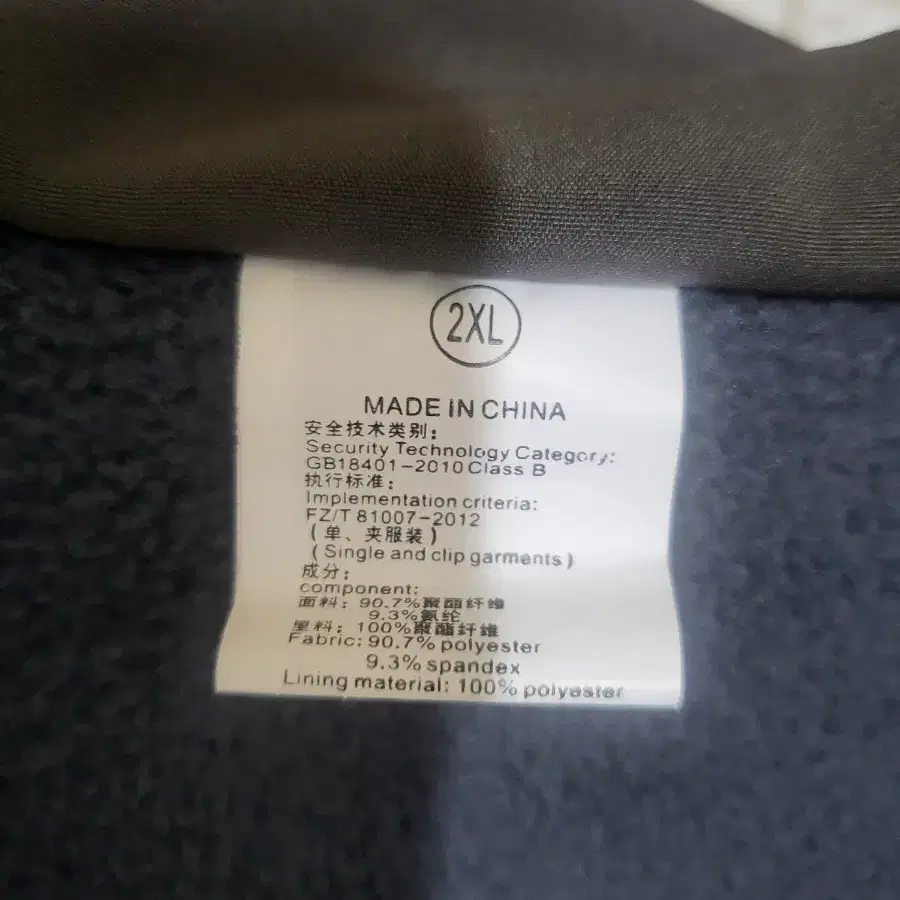 2XL
MADE IN CHINA
安全技术类别：
Security Technology Category:
GB18401-2010 Class B
执行标准：
Implementation criteria:
FZ/T 81007-2012
（单、夹服装）
(Single and clip garments)
成分：
component:
面料：90.7%聚酯纤维
9.3%氨纶
里料：100%聚酯纤维
Fabric: 90.7% polyester
9.3% spandex
Lining material: 100% polyester